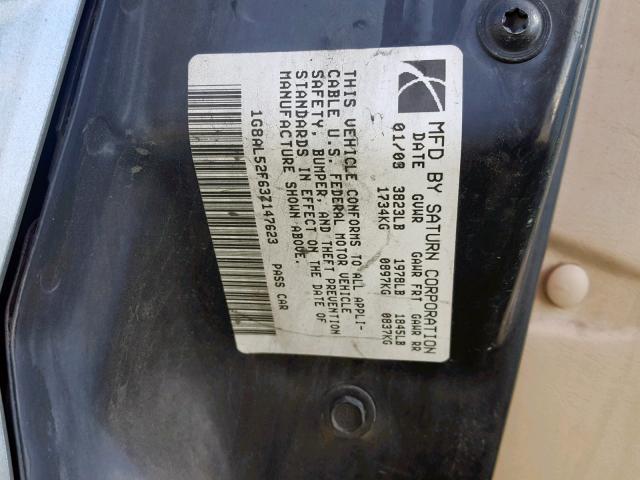 MFD BY SATURN CORPORATION
DATE GVWR GAWR FRT GAWR RR
01/03 3823LB 1978LB 1845LB
1734KG 0897KG 0837KG
THIS VEHICLE CONFORMS TO ALL APPLI-
CABLE U.S. FEDERAL MOTOR VEHICLE
SAFETY, BUMPER, AND THEFT PREVENTION
STANDARDS IN EFFECT ON THE DATE OF
MANUFACTURE SHOWN ABOVE.
1G8AL52F63Z147623 PASS CAR